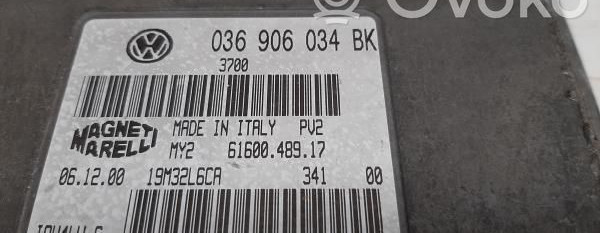 OVOKO
036 906 034 BK
3700
MAGNETI MARELLI
MADE IN ITALY PV2
MY2 61600.489.17
06.12.00 19M32L6CA 341 00